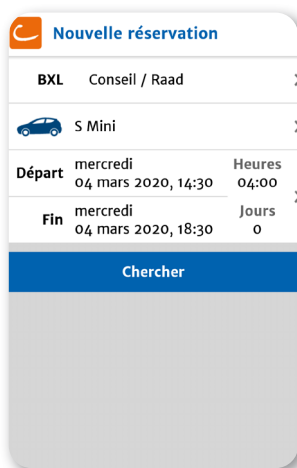 Nouvelle réservation
BXL Conseil / Raad
S Mini
Départ mercredi Heures
04 mars 2020, 14:30 04:00
Fin mercredi Jours
04 mars 2020, 18:30 0
Chercher